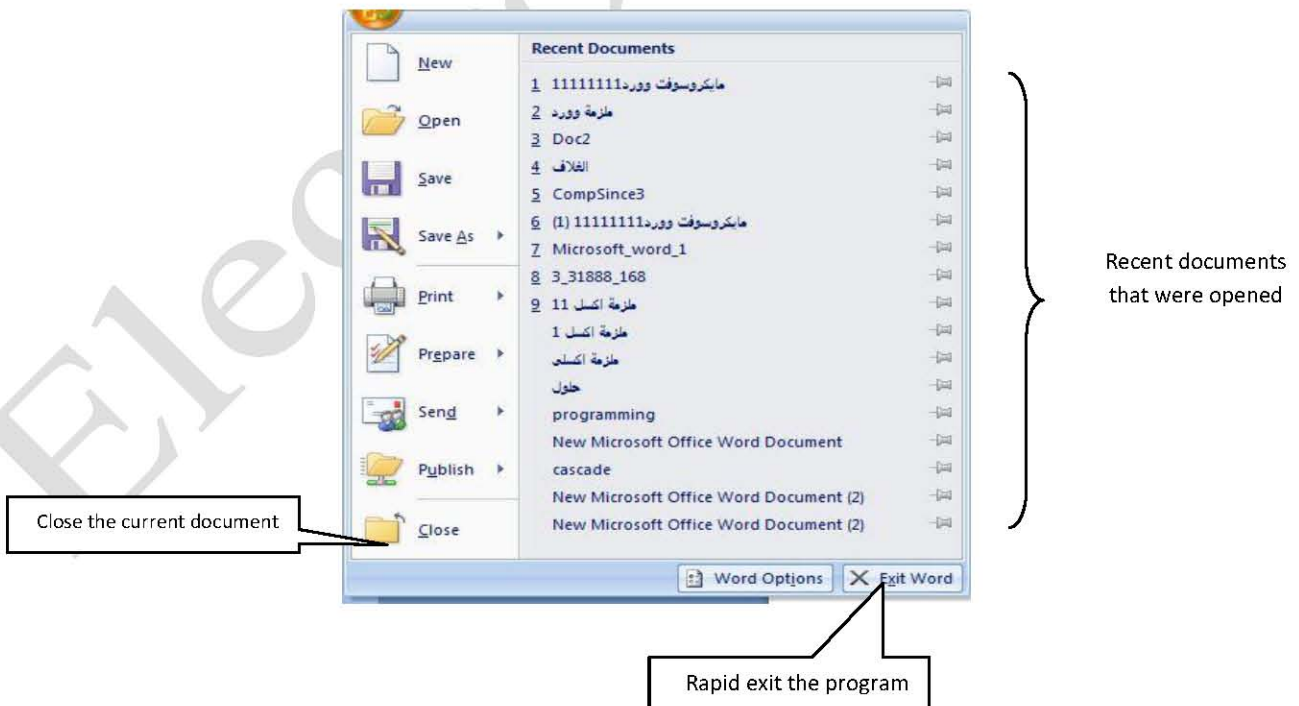 New
Open
Save
Save As
Print
Prepare
Send
Publish
Close
Recent Documents
1 مايكروسوفت وورد11111111
2 ملزمة وورد
3 Doc2
4 الغلاف
5 CompSince3
6 مايكروسوفت وورد11111111 (1)
7 Microsoft_word_1
8 3_31888_168
9 ملزمة اكسل 11
ملزمة اكسل 1
ملزمة اكسلى
حلول
programming
New Microsoft Office Word Document
cascade
New Microsoft Office Word Document (2)
New Microsoft Office Word Document (2)
Word Options
Exit Word
Recent documents
that were opened
Close the current document
Rapid exit the program
Elec